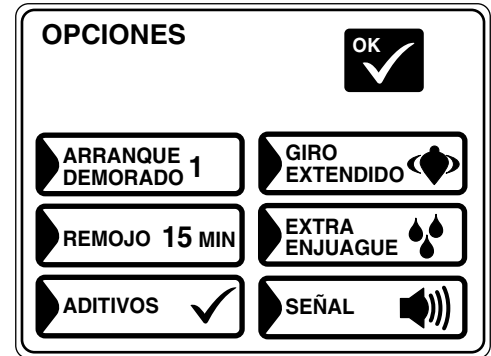 OPCIONES
OK
ARRANQUE
DEMORADO 1
GIRO
EXTENDIDO
REMOJO 15 MIN
EXTRA
ENJUAGUE
ADITIVOS
SEÑAL